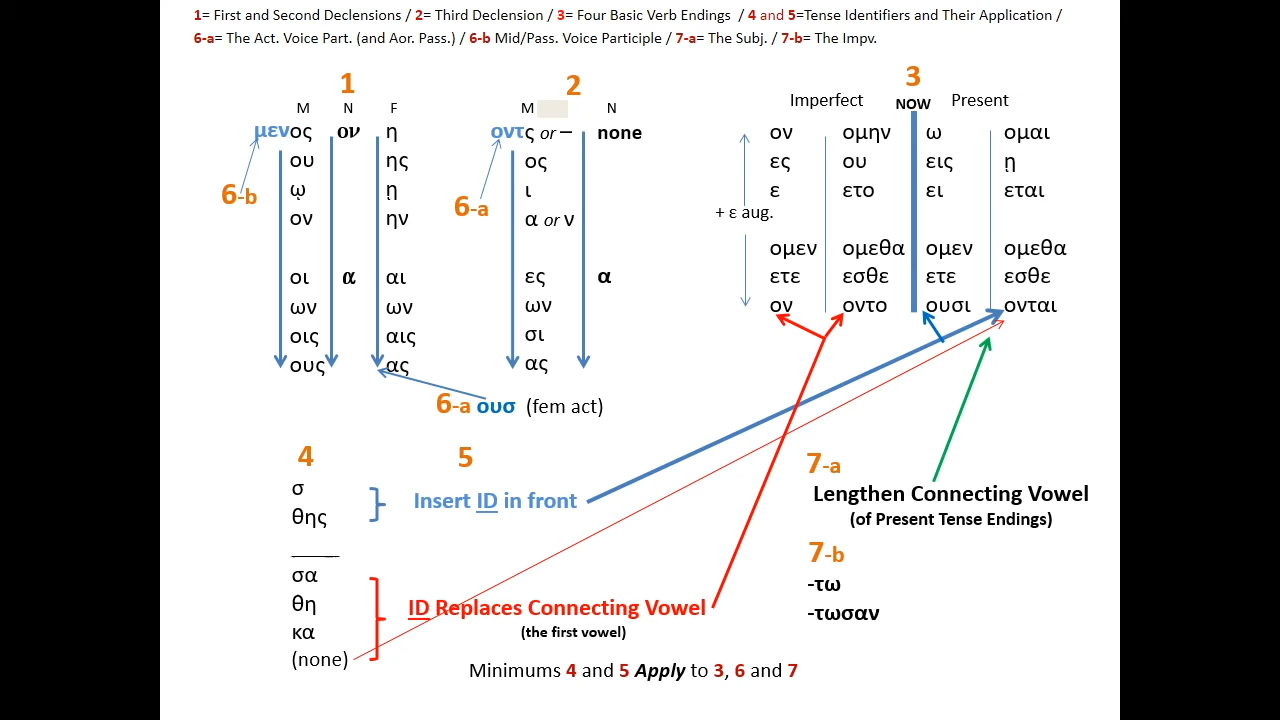 1= First and Second Declensions / 2= Third Declension / 3= Four Basic Verb Endings / 4 and 5=Tense Identifiers and Their Application /
6-a= The Act. Voice Part. (and Aor. Pass.) / 6-b Mid/Pass. Voice Participle / 7-a= The Subj. / 7-b= The Impv.
1 2 3
M N F M N Imperfect NOW Present
μενος ον η οντς or – none ον ομην ω ομαι
ου ης ος ες ου εις ῃ
6-b ῳ ῃ 6-a ι ε ετο ει εται
ον ην α or ν + ε aug.
ομεν ομεθα ομεν ομεθα
οι α αι ες α ετε εσθε ετε εσθε
ων ων ων ον οντο ουσι ονται
οις αις σι
ους ας ας
6-a ουσ (fem act)
4 5 7-a
σ
θης Insert ID in front Lengthen Connecting Vowel
(of Present Tense Endings)
7-b
σα -τω
θη ID Replaces Connecting Vowel -τωσαν
κα (the first vowel)
(none)
Minimums 4 and 5 Apply to 3, 6 and 7